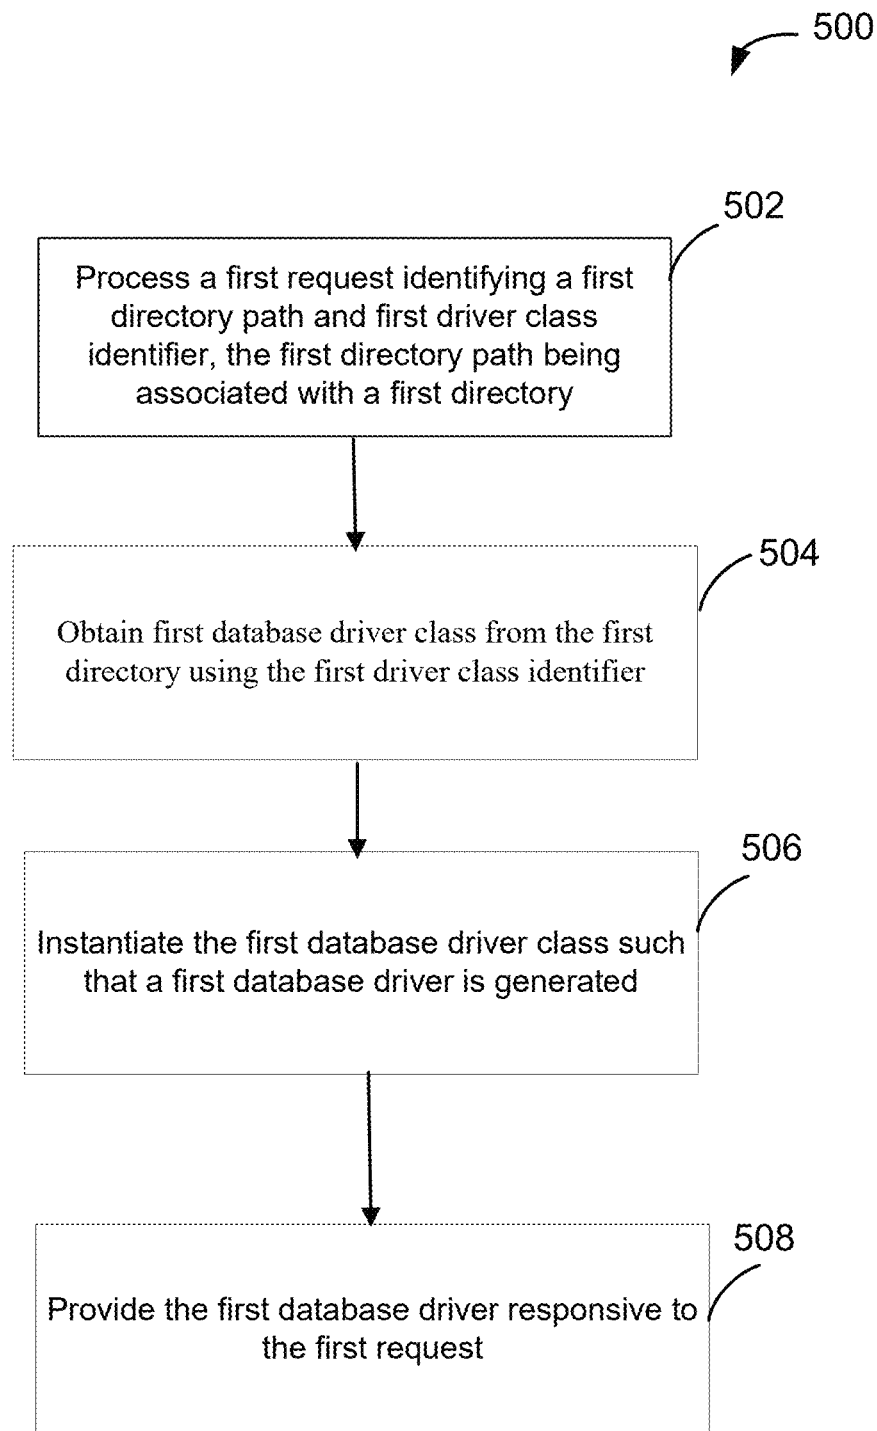 500
502
Process a first request identifying a first
directory path and first driver class
identifier, the first directory path being
associated with a first directory
504
Obtain first database driver class from the first
directory using the first driver class identifier
506
Instantiate the first database driver class such
that a first database driver is generated
508
Provide the first database driver responsive to
the first request